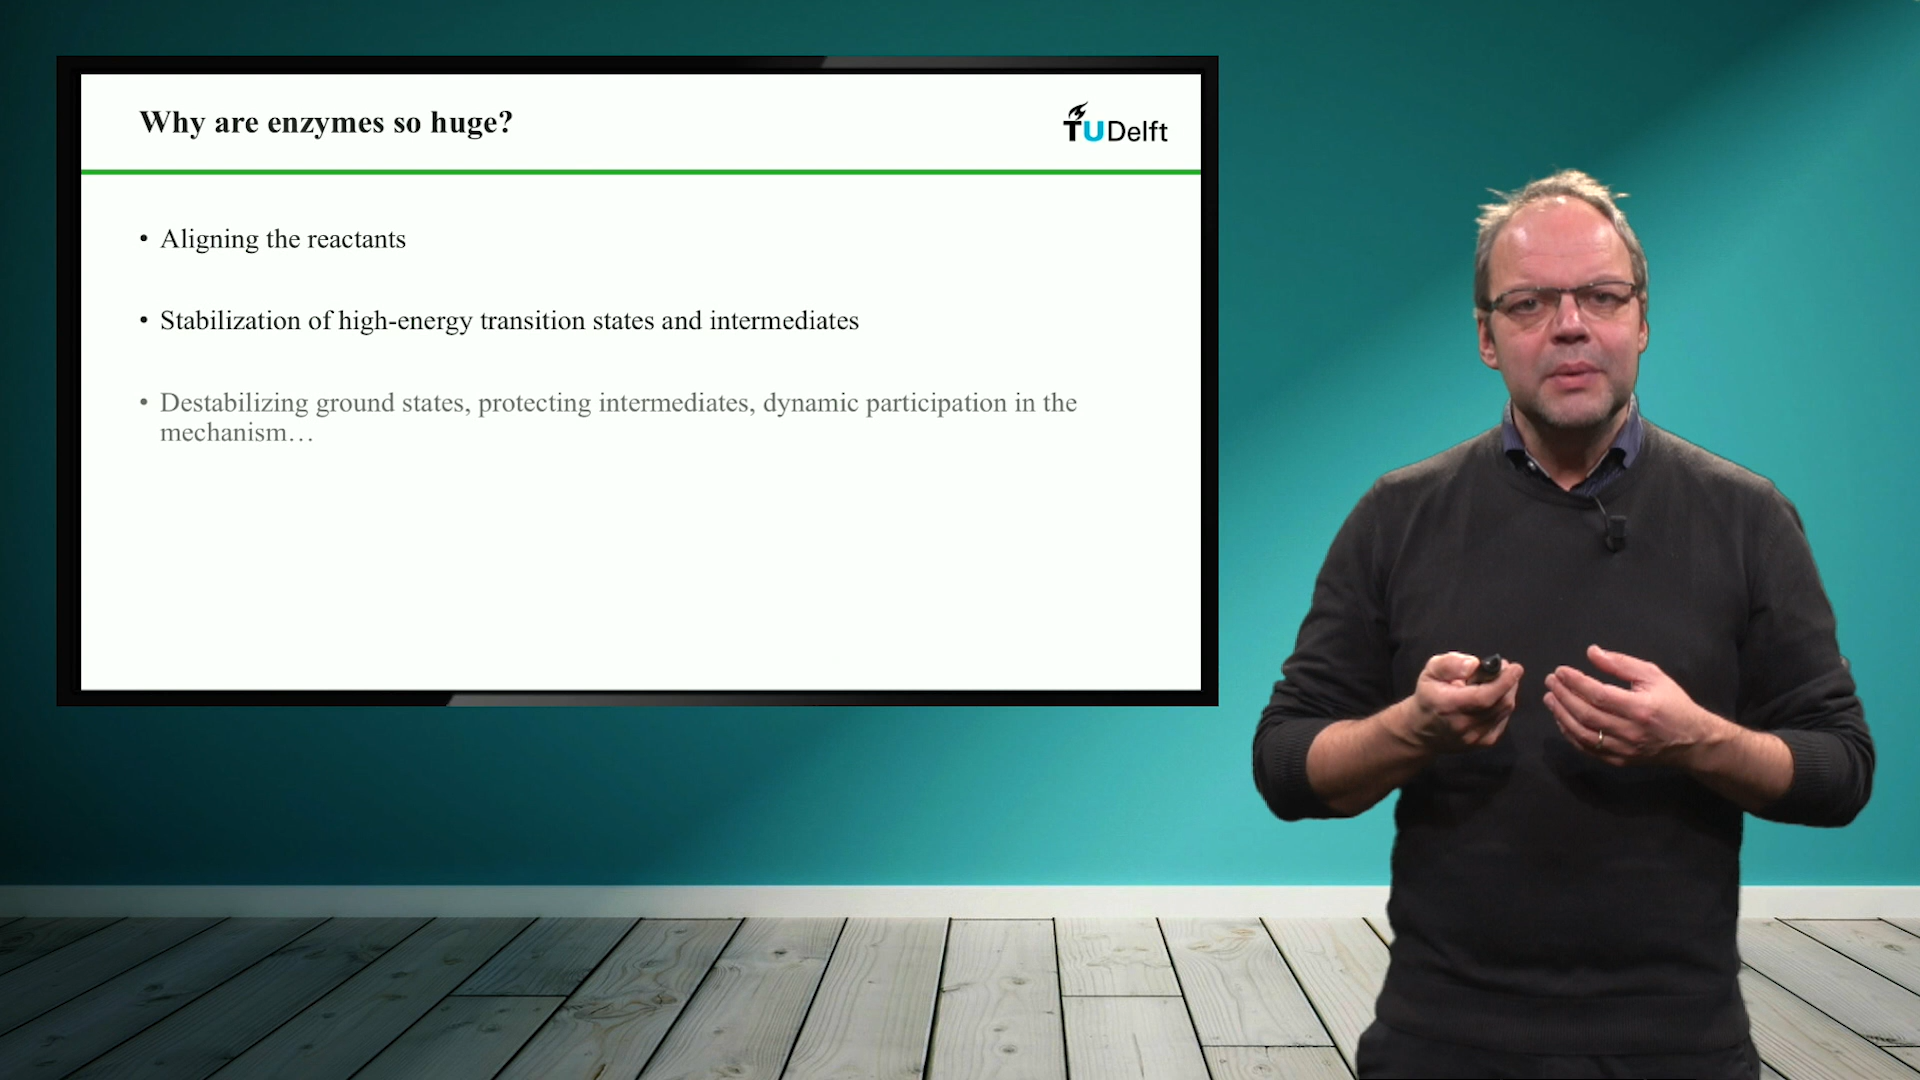 Why are enzymes so huge?
TUDelft
• Aligning the reactants
• Stabilization of high-energy transition states and intermediates
• Destabilizing ground states, protecting intermediates, dynamic participation in the
mechanism…